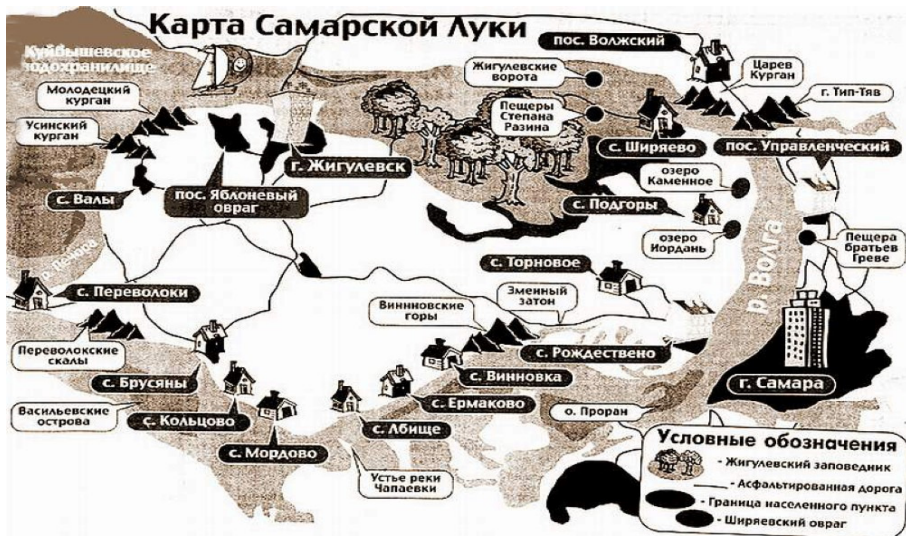 Карта Самарской Луки
Куйбышевское
водохранилище
пос. Волжский
Жигулевские
ворота
Царев
Курган
Молодецкий
курган
г. Тип-Тяв
Усинский
курган
Пещеры
Степана
Разина
с. Ширяево
пос. Управленческий
г. Жигулевск
озеро
Каменное
с. Валы
пос. Яблоневый
овраг
с. Подгоры
озеро
Иордань
Пещера
братьев
Греве
р. Волга
с. Торновое
с. Переволоки
Змеиный
затон
Виннновские
горы
Переволокские
скалы
с. Рождествено
с. Брусяны
с. Винновка
г. Самара
Васильевские
острова
с. Кольцово
с. Ермаково
о. Проран
с. Лбище
с. Мордово
Устье реки
Чапаевки
Условные обозначения
- Жигулевский заповедник
- Асфальтированная дорога
- Граница населенного пункта
- Ширяевский овраг